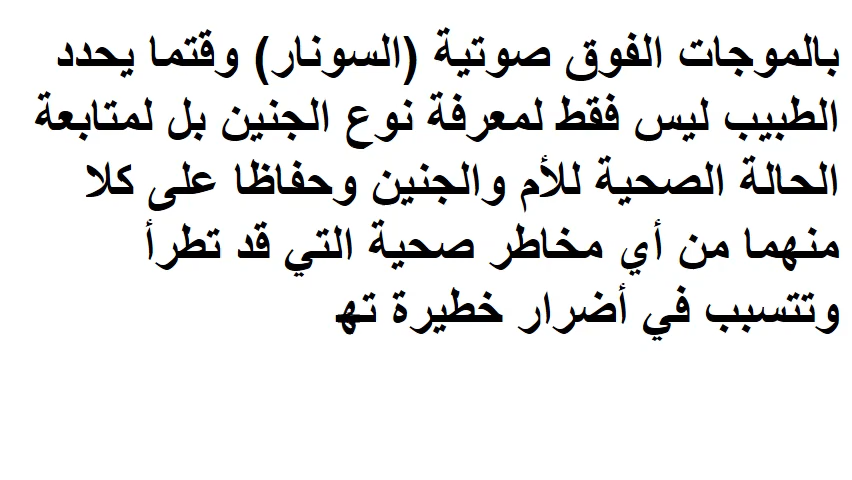 بالموجات الفوق صوتية (السونار) وقتما يحدد
الطبيب ليس فقط لمعرفة نوع الجنين بل لمتابعة
الحالة الصحية للأم والجنين وحفاظا على كلا
منهما من أي مخاطر صحية التي قد تطرأ
وتتسبب في أضرار خطيرة تهـ